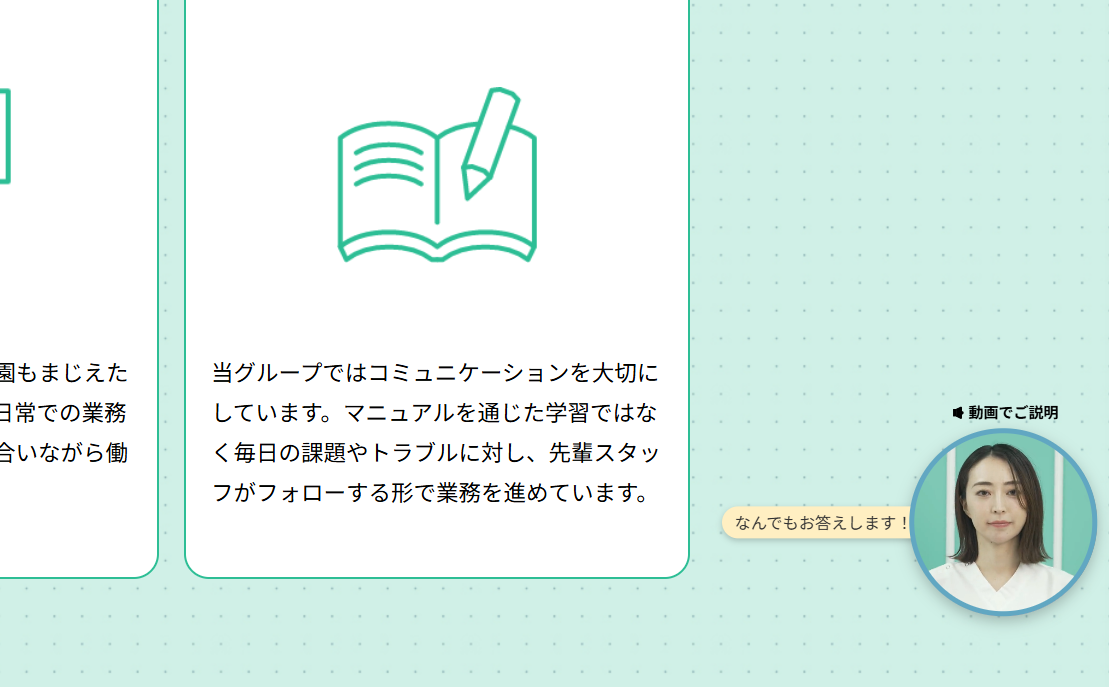 園もまじえた
日常での業務
合いながら働
当グループではコミュニケーションを大切に
しています。マニュアルを通じた学習ではな
く毎日の課題やトラブルに対し、先輩スタッ
フがフォローする形で業務を進めています。
動画でご説明
なんでもお答えします！